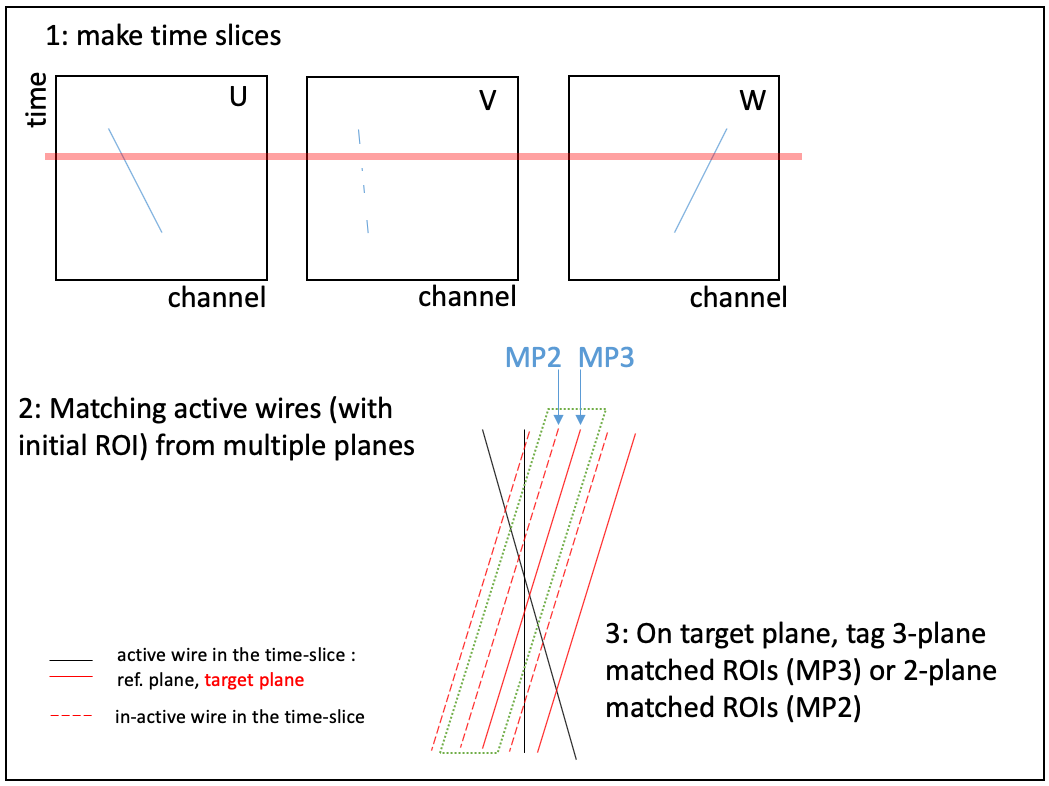 1: make time slices
time
U
V
W
channel
channel
channel
MP2 MP3
2: Matching active wires (with
initial ROI) from multiple planes
3: On target plane, tag 3-plane
matched ROIs (MP3) or 2-plane
matched ROIs (MP2)
active wire in the time-slice :
ref. plane, target plane
in-active wire in the time-slice